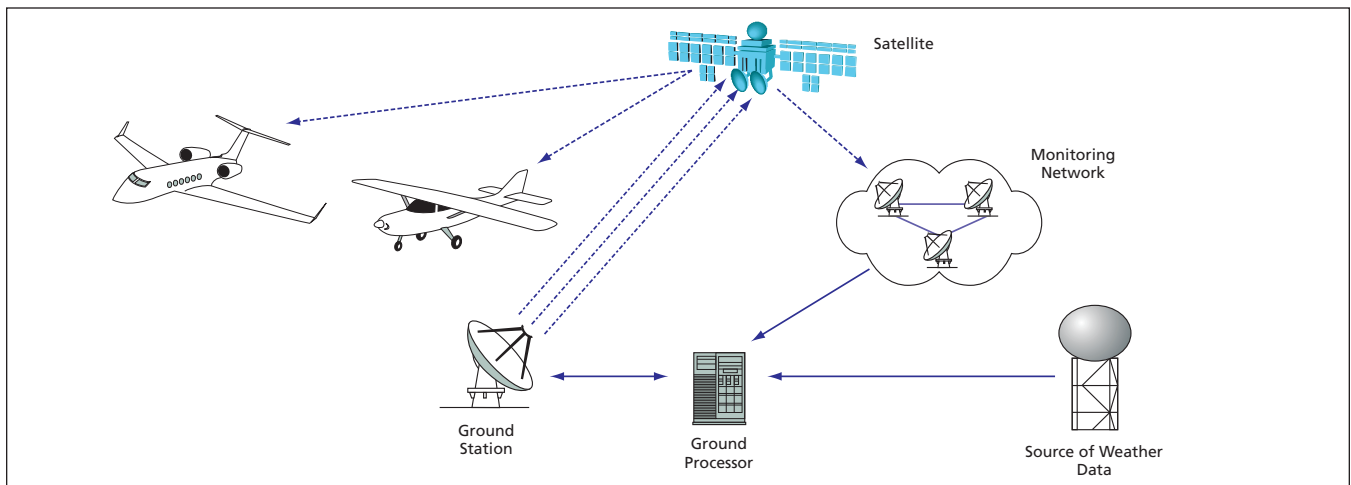 Satellite
Monitoring
Network
Ground
Station
Ground
Processor
Source of Weather
Data